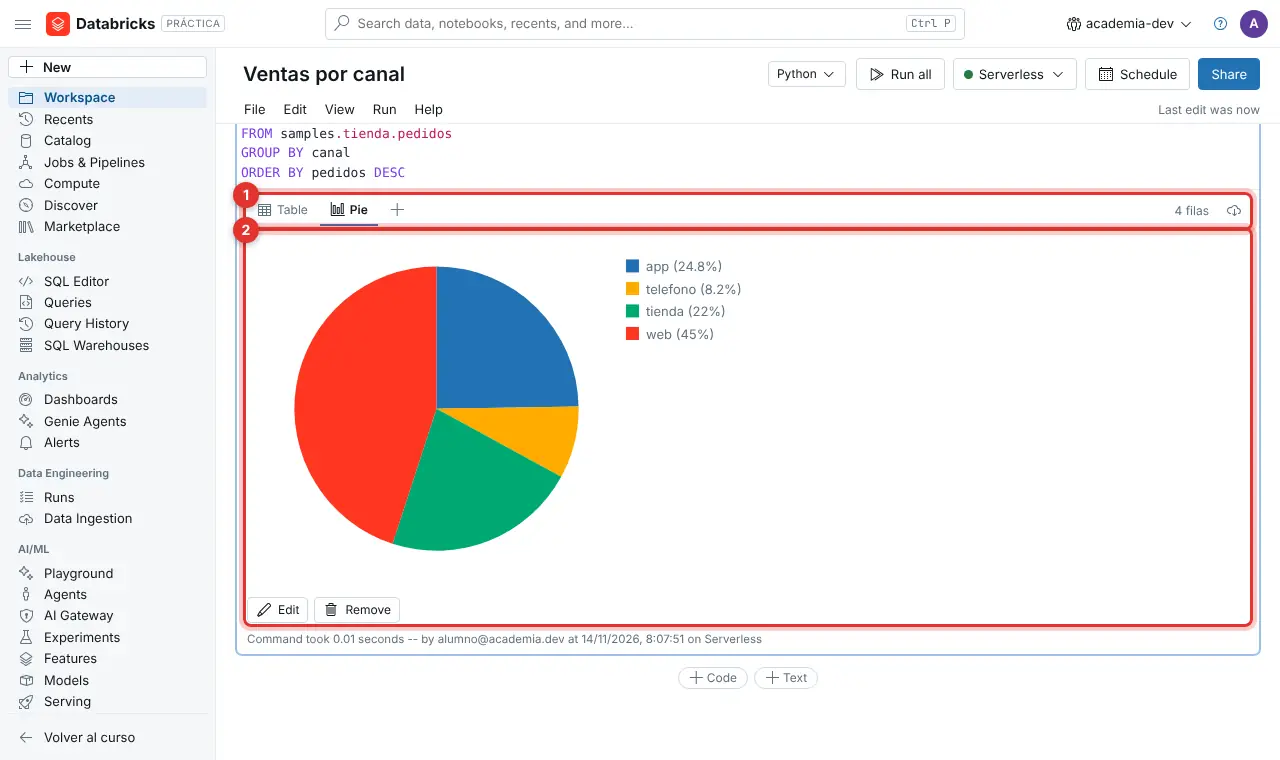 Databricks PRÁCTICA
Search data, notebooks, recents, and more... Ctrl P
academia-dev
A
New
Workspace
Recents
Catalog
Jobs & Pipelines
Compute
Discover
Marketplace
Lakehouse
SQL Editor
Queries
Query History
SQL Warehouses
Analytics
Dashboards
Genie Agents
Alerts
Data Engineering
Runs
Data Ingestion
AI/ML
Playground
Agents
AI Gateway
Experiments
Features
Models
Serving
Volver al curso
Ventas por canal
Python
Run all
Serverless
Schedule
Share
File Edit View Run Help
Last edit was now
FROM samples.tienda.pedidos
GROUP BY canal
ORDER BY pedidos DESC
1
Table Pie
4 filas
2
app (24.8%)
telefono (8.2%)
tienda (22%)
web (45%)
Edit Remove
Command took 0.01 seconds -- by alumno@academia.dev at 14/11/2026, 8:07:51 on Serverless
Code Text